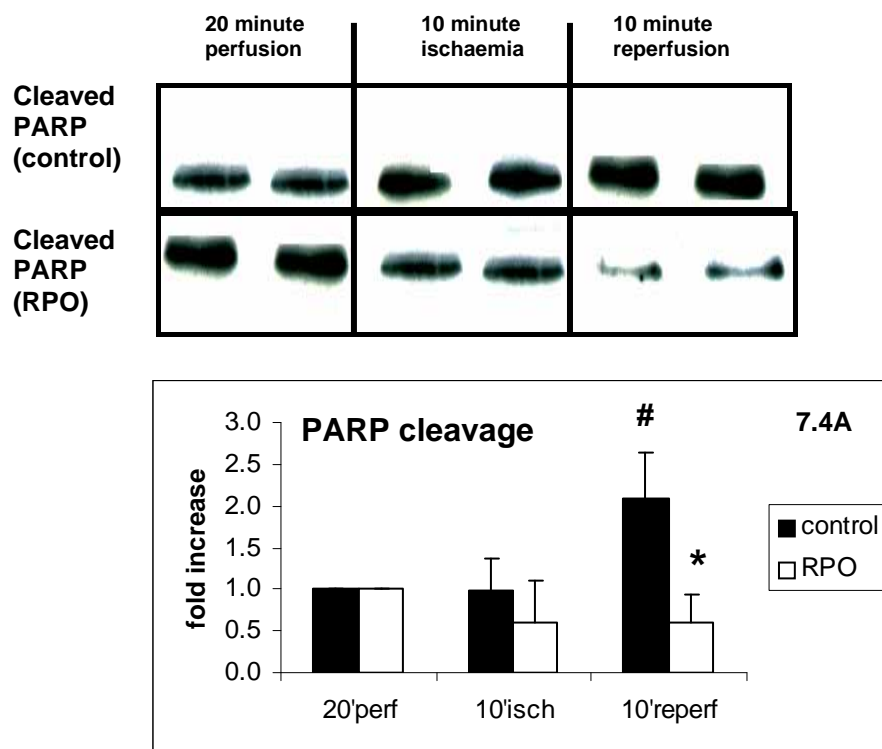 20 minute
perfusion
10 minute
ischaemia
10 minute
reperfusion
Cleaved
PARP
(control)
Cleaved
PARP
(RPO)
PARP cleavage
7.4A
#
*
fold increase
3.0
2.5
2.0
1.5
1.0
0.5
0.0
20'perf
10'isch
10'reperf
control
RPO